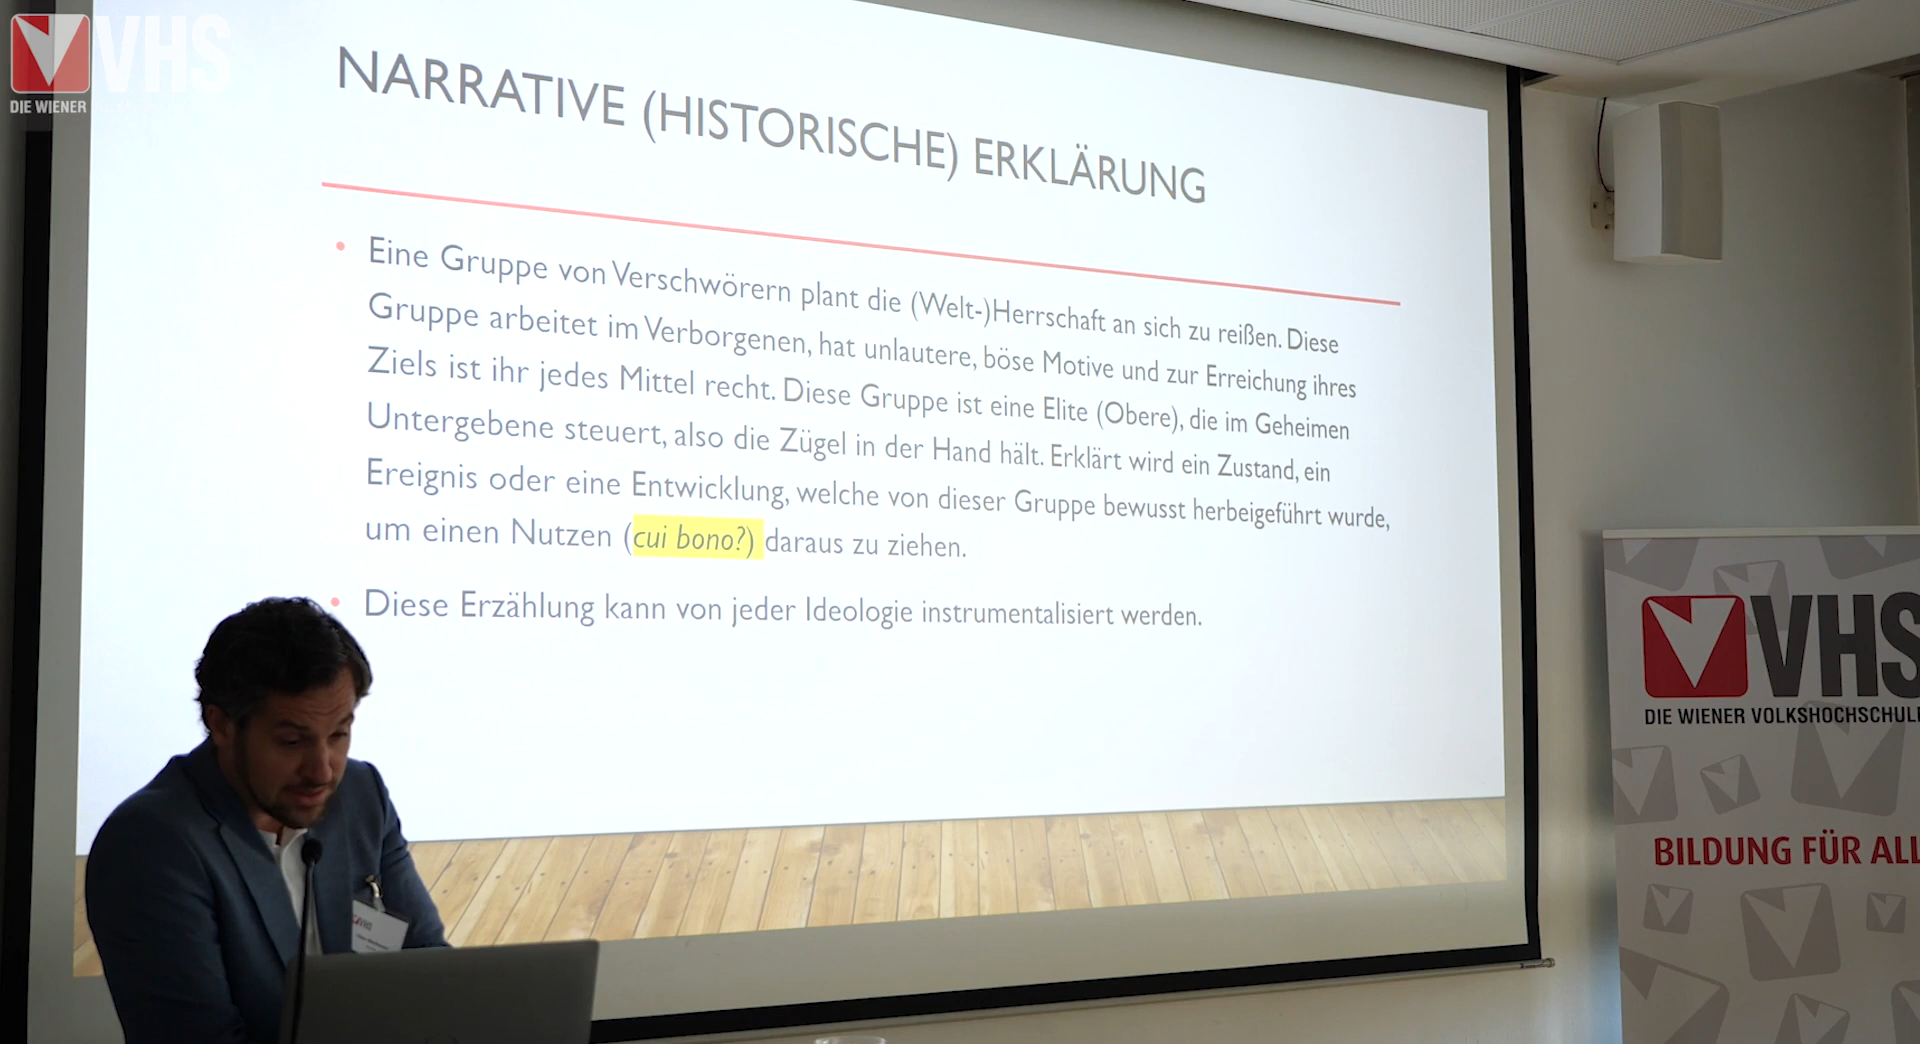 VHS
DIE WIENER
NARRATIVE (HISTORISCHE) ERKLÄRUNG
• Eine Gruppe von Verschwörern plant die (Welt-)Herrschaft an sich zu reißen. Diese
Gruppe arbeitet im Verborgenen, hat unlautere, böse Motive und zur Erreichung ihres
Ziels ist ihr jedes Mittel recht. Diese Gruppe ist eine Elite (Obere), die im Geheimen
Untergebene steuert, also die Zügel in der Hand hält. Erklärt wird ein Zustand, ein
Ereignis oder eine Entwicklung, welche von dieser Gruppe bewusst herbeigeführt wurde,
um einen Nutzen (cui bono?) daraus zu ziehen.
• Diese Erzählung kann von jeder Ideologie instrumentalisiert werden.
VHS
DIE WIENER VOLKSHOCHSCHULE
BILDUNG FÜR ALL
VHS